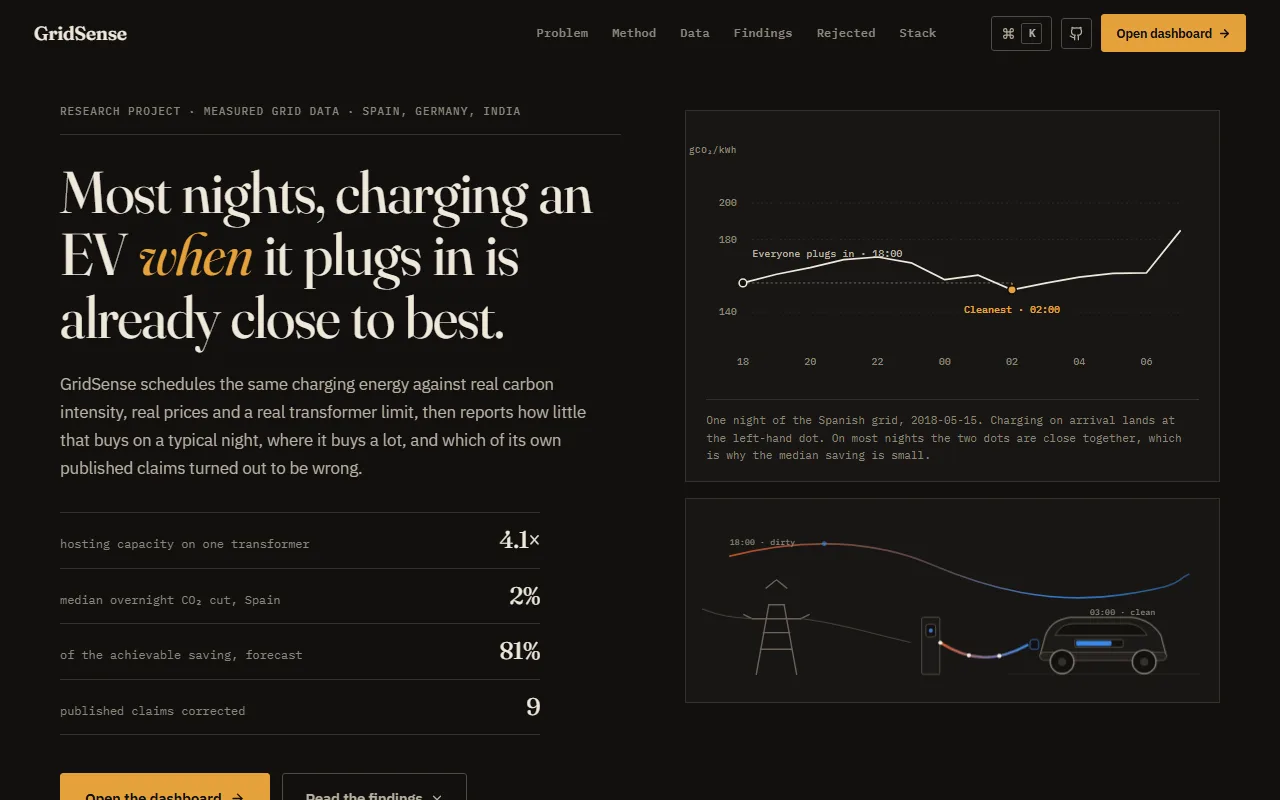 GridSense
Problem Method Data Findings Rejected Stack
⌘ K
Open dashboard →
RESEARCH PROJECT · MEASURED GRID DATA · SPAIN, GERMANY, INDIA
Most nights, charging an
EV when it plugs in is
already close to best.
GridSense schedules the same charging energy against real carbon
intensity, real prices and a real transformer limit, then reports how little
that buys on a typical night, where it buys a lot, and which of its own
published claims turned out to be wrong.
hosting capacity on one transformer 4.1×
median overnight CO₂ cut, Spain 2%
of the achievable saving, forecast 81%
published claims corrected 9
Open the dashboard →
Read the findings
gCO₂/kWh
200
180
Everyone plugs in · 18:00
Cleanest · 02:00
140
18 20 22 00 02 04 06
One night of the Spanish grid, 2018-05-15. Charging on arrival lands at
the left-hand dot. On most nights the two dots are close together, which
is why the median saving is small.
18:00 · dirty
03:00 · clean